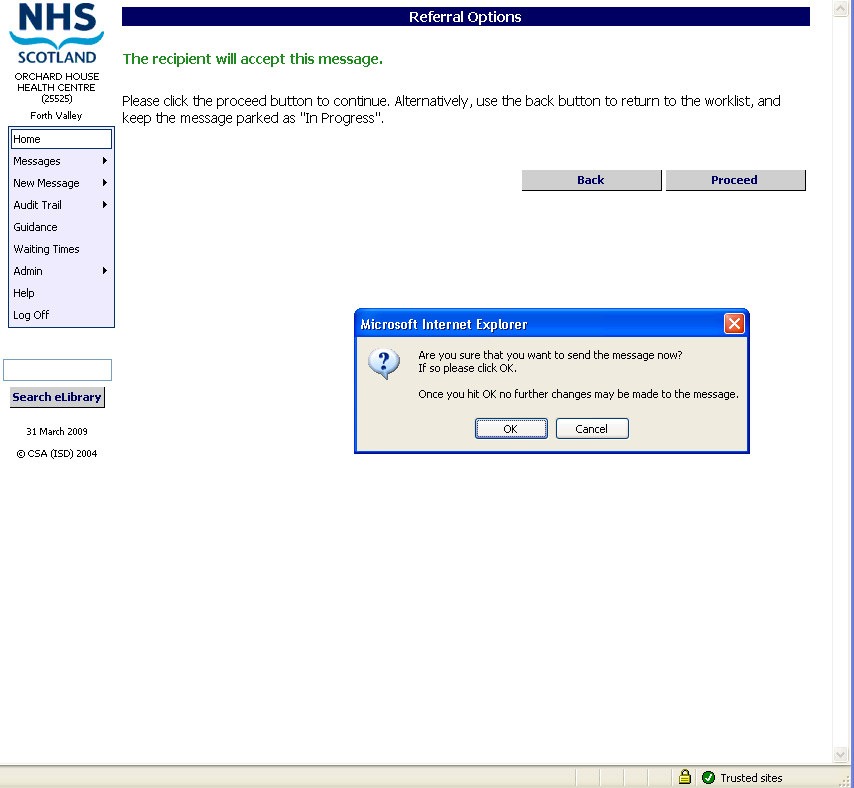 NHS
SCOTLAND
ORCHARD HOUSE
HEALTH CENTRE
(25525)
Forth Valley
Home
Messages
New Message
Audit Trail
Guidance
Waiting Times
Admin
Help
Log Off
Search eLibrary
31 March 2009
© CSA (ISD) 2004
Referral Options
The recipient will accept this message.
Please click the proceed button to continue. Alternatively, use the back button to return to the worklist, and
keep the message parked as "In Progress".
Back
Proceed
Microsoft Internet Explorer
Are you sure that you want to send the message now?
If so please click OK.
Once you hit OK no further changes may be made to the message.
OK
Cancel
Trusted sites